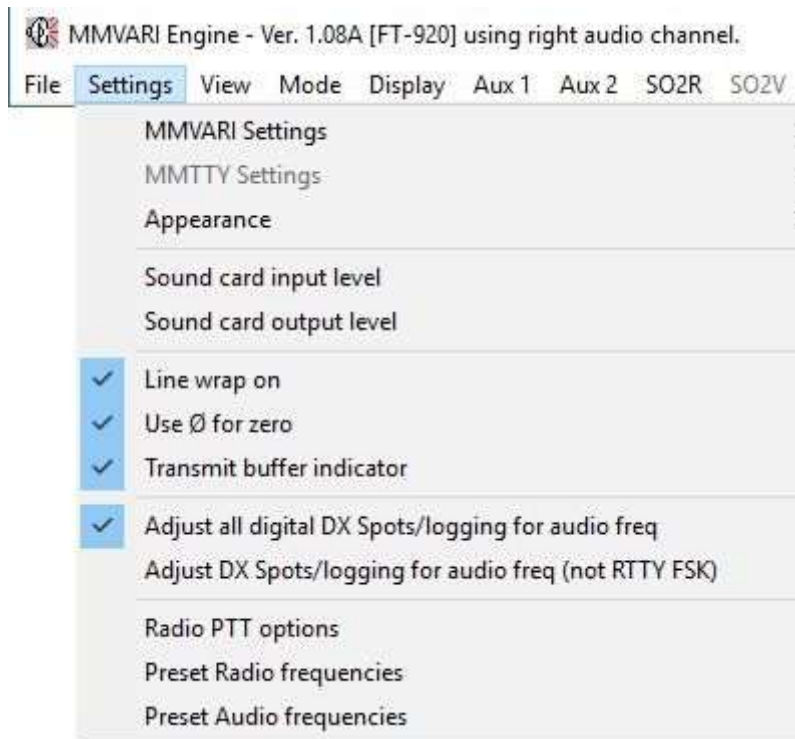 MMVARI Engine - Ver. 1.08A [FT-920] using right audio channel.
File Settings View Mode Display Aux 1 Aux 2 SO2R SO2V
MMVARI Settings
MMTTY Settings
Appearance
Sound card input level
Sound card output level
Line wrap on
Use Ø for zero
Transmit buffer indicator
Adjust all digital DX Spots/logging for audio freq
Adjust DX Spots/logging for audio freq (not RTTY FSK)
Radio PTT options
Preset Radio frequencies
Preset Audio frequencies